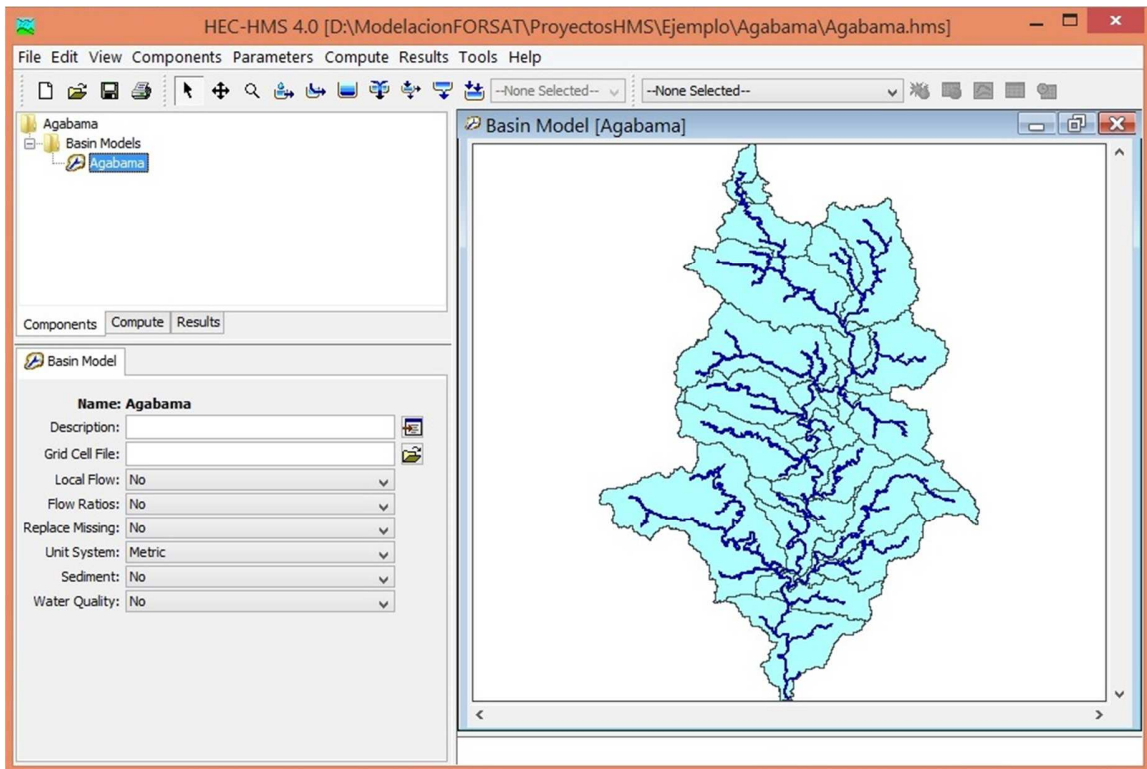 HEC-HMS 4.0 [D:\ModelacionFORSAT\ProyectosHMS\Ejemplo\Agabama\Agabama.hms]
File Edit View Components Parameters Compute Results Tools Help
--None Selected-- --None Selected--
Agabama
Basin Models
Agabama
Components Compute Results
Basin Model
Name: Agabama
Description:
Grid Cell File:
Local Flow: No
Flow Ratios: No
Replace Missing: No
Unit System: Metric
Sediment: No
Water Quality: No
Basin Model [Agabama]